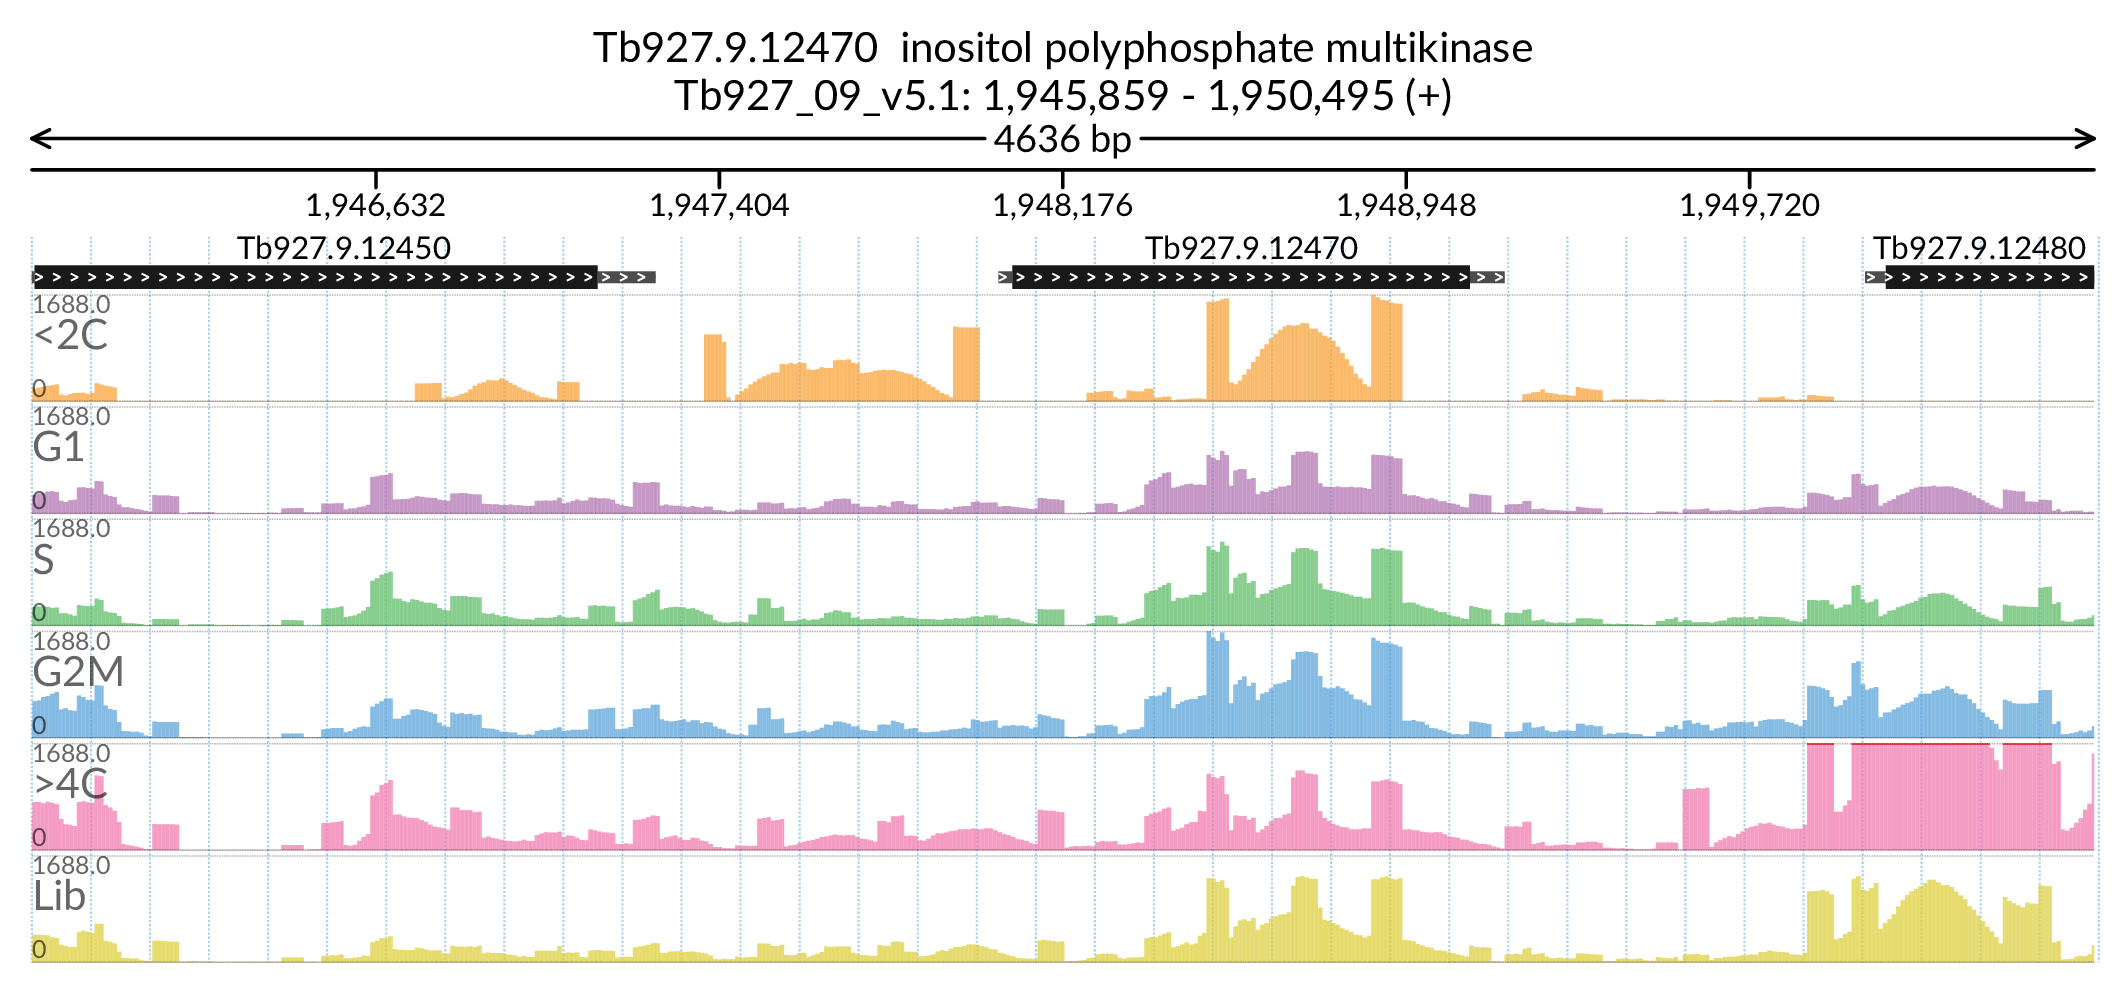 Tb927.9.12470  inositol polyphosphate multikinase
Tb927_09_v5.1: 1,945,859 - 1,950,495 (+)
4636 bp
1,946,632 1,947,404 1,948,176 1,948,948 1,949,720
Tb927.9.12450 Tb927.9.12470 Tb927.9.12480
1688.0
<2C
0
1688.0
G1
0
1688.0
S
0
1688.0
G2M
0
1688.0
>4C
0
1688.0
Lib
0